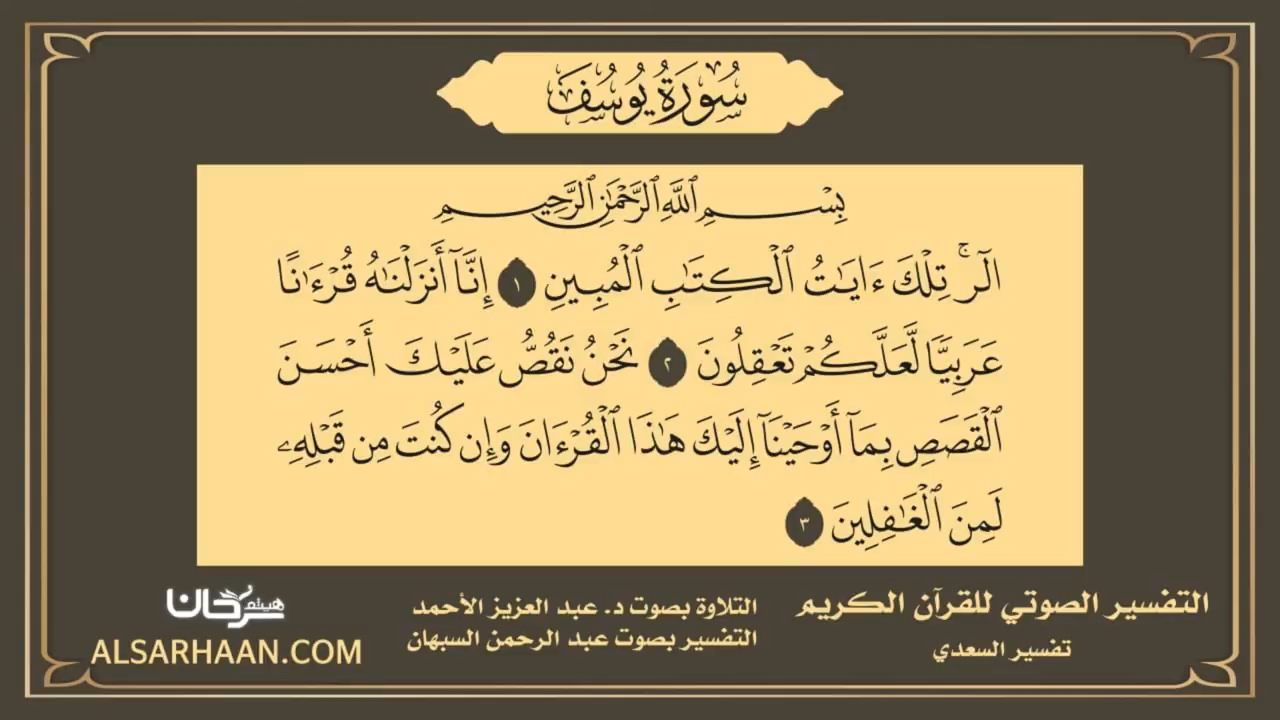 سُورَةُ يُوسُفَ
بِسْمِ ٱللَّهِ ٱلرَّحْمَٰنِ ٱلرَّحِيمِ
الٓرۚ تِلْكَ ءَايَٰتُ ٱلْكِتَٰبِ ٱلْمُبِينِ ١ إِنَّآ أَنزَلْنَٰهُ قُرْءَٰنًا
عَرَبِيًّا لَّعَلَّكُمْ تَعْقِلُونَ ٢ نَحْنُ نَقُصُّ عَلَيْكَ أَحْسَنَ
ٱلْقَصَصِ بِمَآ أَوْحَيْنَآ إِلَيْكَ هَٰذَا ٱلْقُرْءَانَ وَإِن كُنتَ مِن قَبْلِهِۦ
لَمِنَ ٱلْغَٰفِلِينَ ٣
التفسير الصوتي للقرآن الكريم
تفسير السعدي
التلاوة بصوت د. عبد العزيز الأحمد
التفسير بصوت عبد الرحمن السبهان
هيثم سرحان
ALSARHAAN.COM